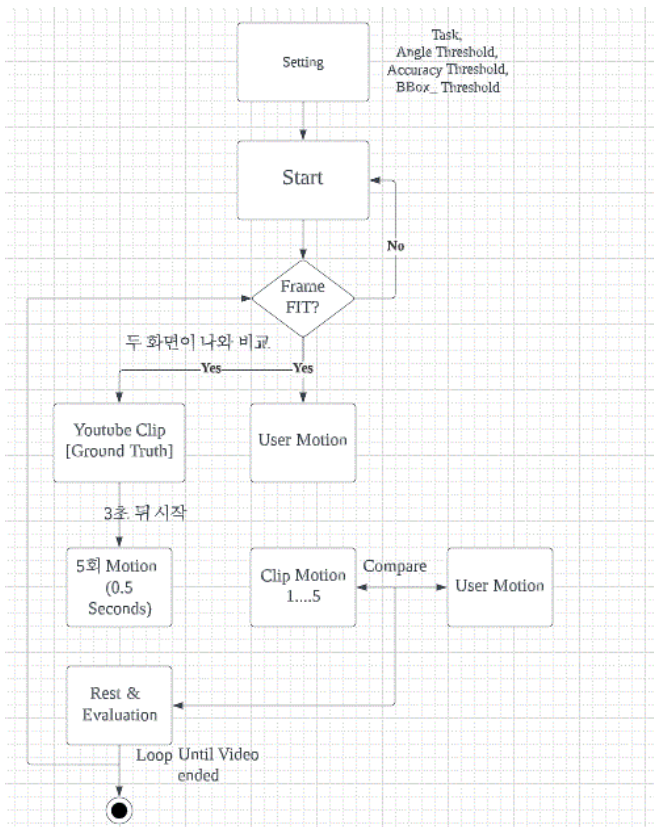 Setting
Task,
Angle Threshold,
Accuracy Threshold,
BBox_ Threshold
Start
No
Frame
FIT?
두 화면이 나와 비교.
Yes
Yes
Youtube Clip
[Ground Truth]
User Motion
3초. 뒤 시작
5회 Motion
(0.5
Seconds)
Clip Motion
1....5
Compare
User Motion
Rest &
Evaluation
Loop Until Video
ended